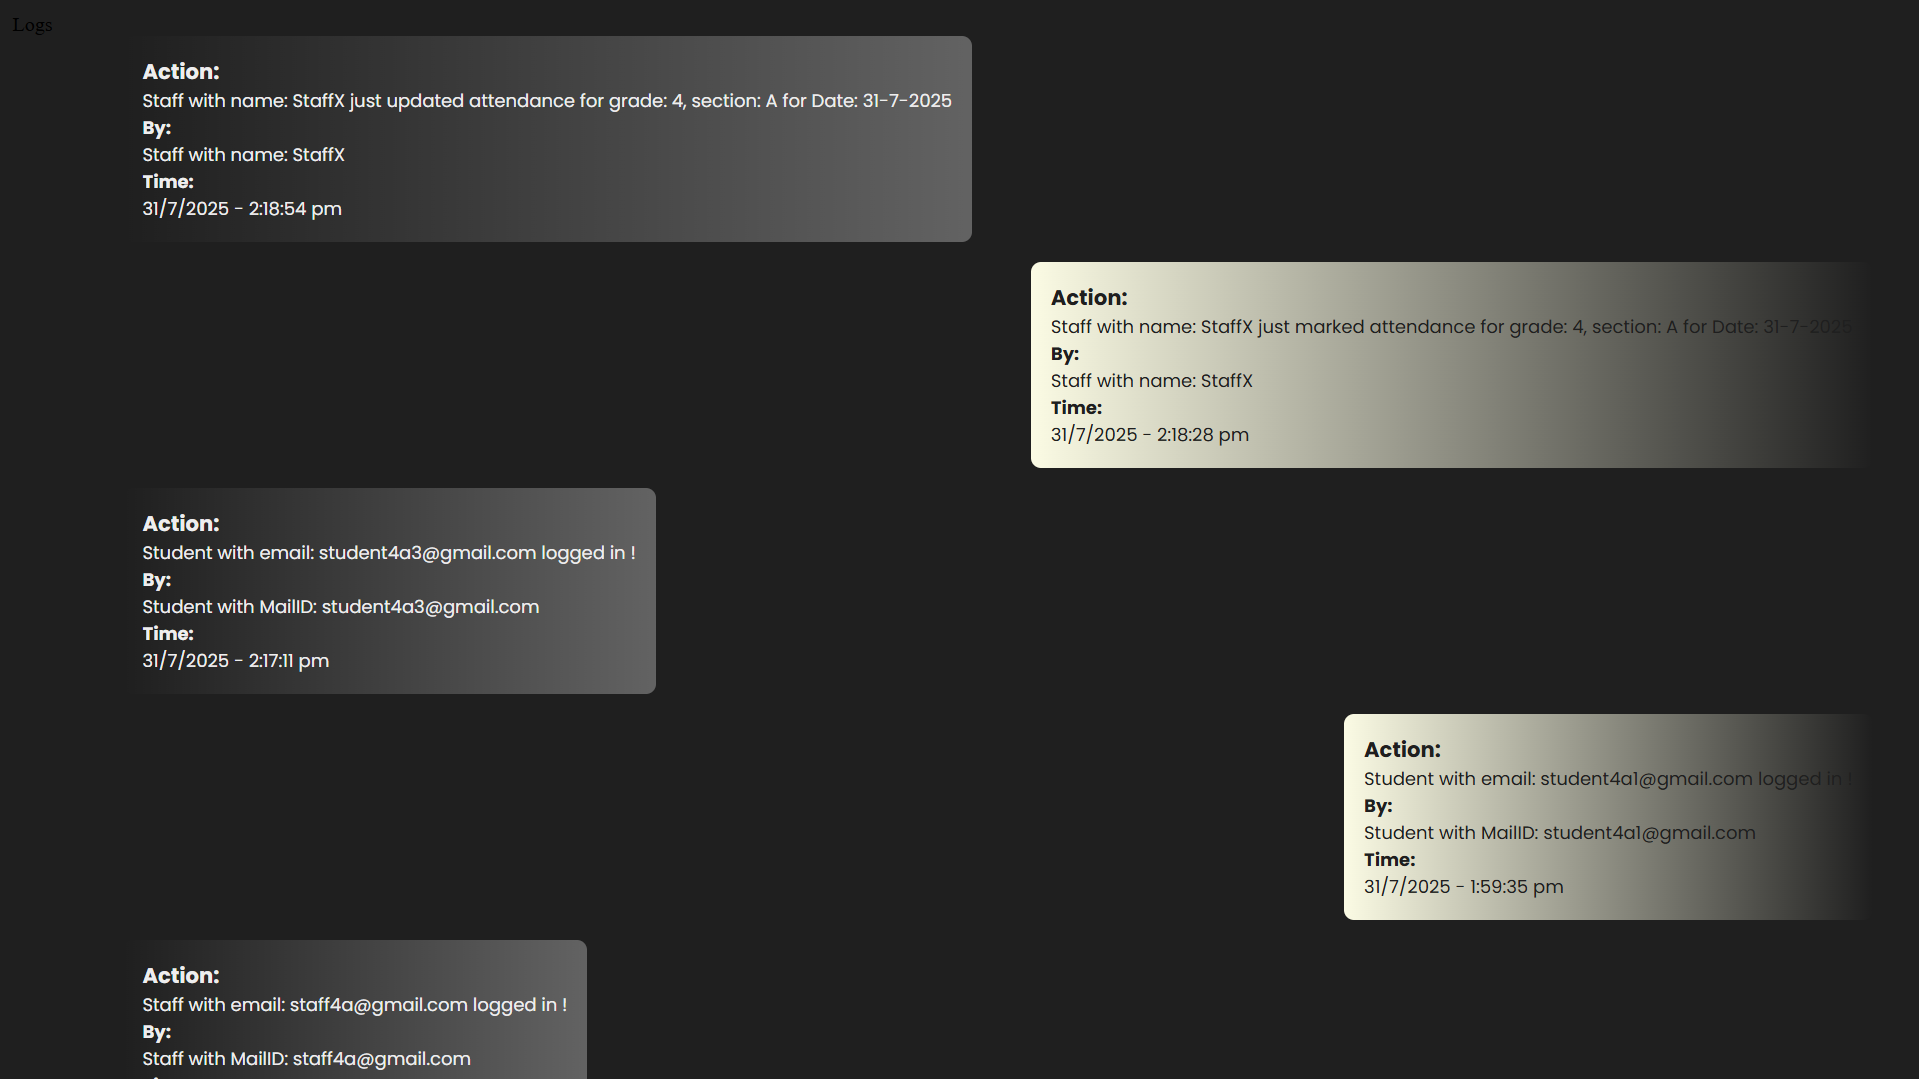 Logs
Action:
Staff with name: StaffX just updated attendance for grade: 4, section: A for Date: 31-7-2025
By:
Staff with name: StaffX
Time:
31/7/2025 - 2:18:54 pm
Action:
Staff with name: StaffX just marked attendance for grade: 4, section: A for Date: 31-7-2025
By:
Staff with name: StaffX
Time:
31/7/2025 - 2:18:28 pm
Action:
Student with email: student4a3@gmail.com logged in !
By:
Student with MailID: student4a3@gmail.com
Time:
31/7/2025 - 2:17:11 pm
Action:
Student with email: student4a1@gmail.com logged in !
By:
Student with MailID: student4a1@gmail.com
Time:
31/7/2025 - 1:59:35 pm
Action:
Staff with email: staff4a@gmail.com logged in !
By:
Staff with MailID: staff4a@gmail.com